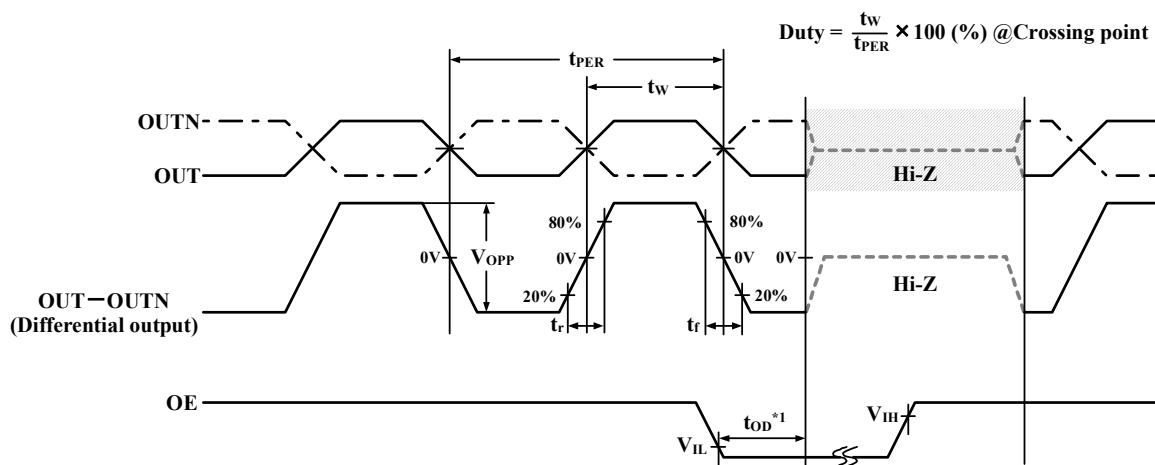 Duty = tW / tPER × 100 (%) @Crossing point
tPER
tW
OUTN
OUT
Hi-Z
80%
80%
VOPP
0V
0V
0V
0V
Hi-Z
20%
20%
OUT−OUTN
(Differential output)
tr
tf
OE
tOD*1
VIH
VIL